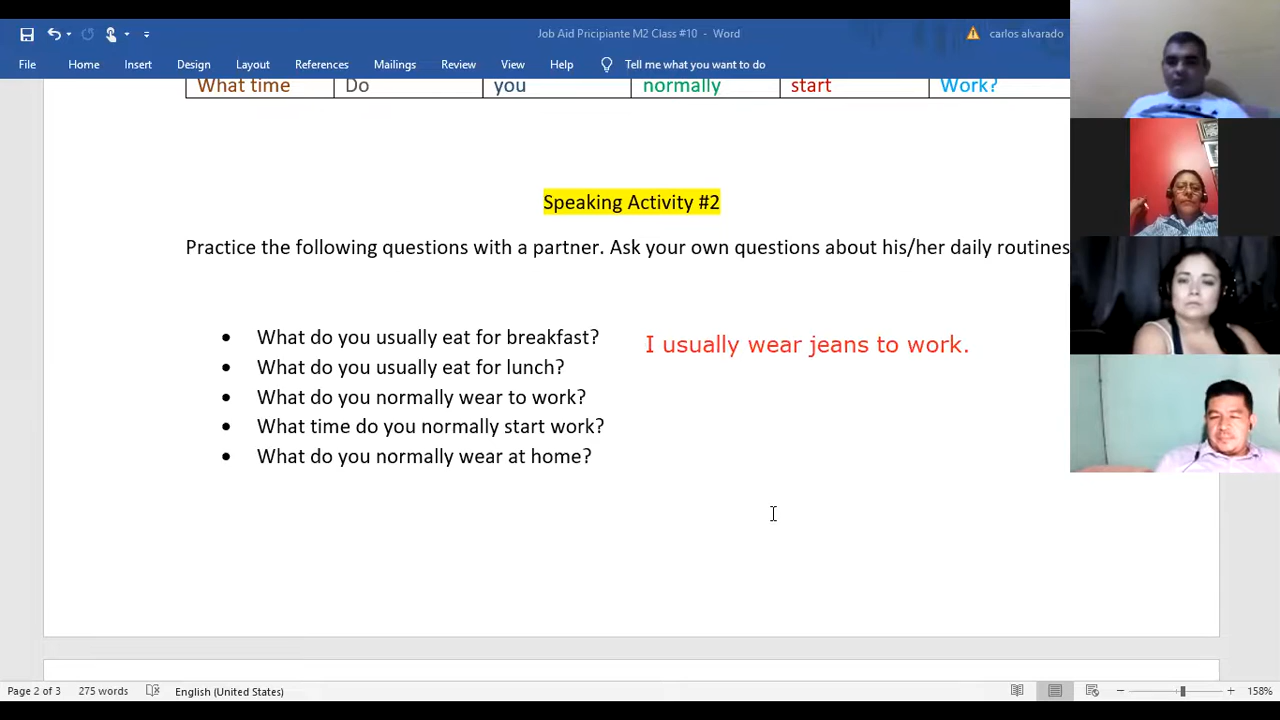 Job Aid Pricipiante M2 Class #10 - Word
carlos alvarado
File Home Insert Design Layout References Mailings Review View Help Tell me what you want to do
What time Do you normally start Work?
Speaking Activity #2
Practice the following questions with a partner. Ask your own questions about his/her daily routines
• What do you usually eat for breakfast?
I usually wear jeans to work.
• What do you usually eat for lunch?
• What do you normally wear to work?
• What time do you normally start work?
• What do you normally wear at home?
Page 2 of 3 275 words English (United States) 158%